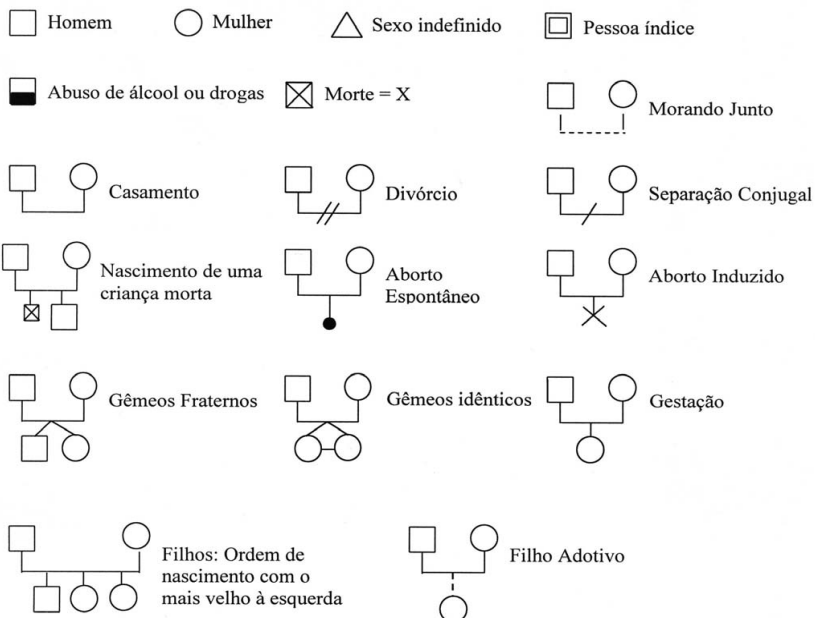 Homem
Mulher
Sexo indefinido
Pessoa índice
Abuso de álcool ou drogas
Morte = X
Morando Junto
Casamento
Divórcio
Separação Conjugal
Nascimento de uma
criança morta
Aborto
Espontâneo
Aborto Induzido
Gêmeos Fraternos
Gêmeos idênticos
Gestação
Filhos: Ordem de
nascimento com o
mais velho à esquerda
Filho Adotivo